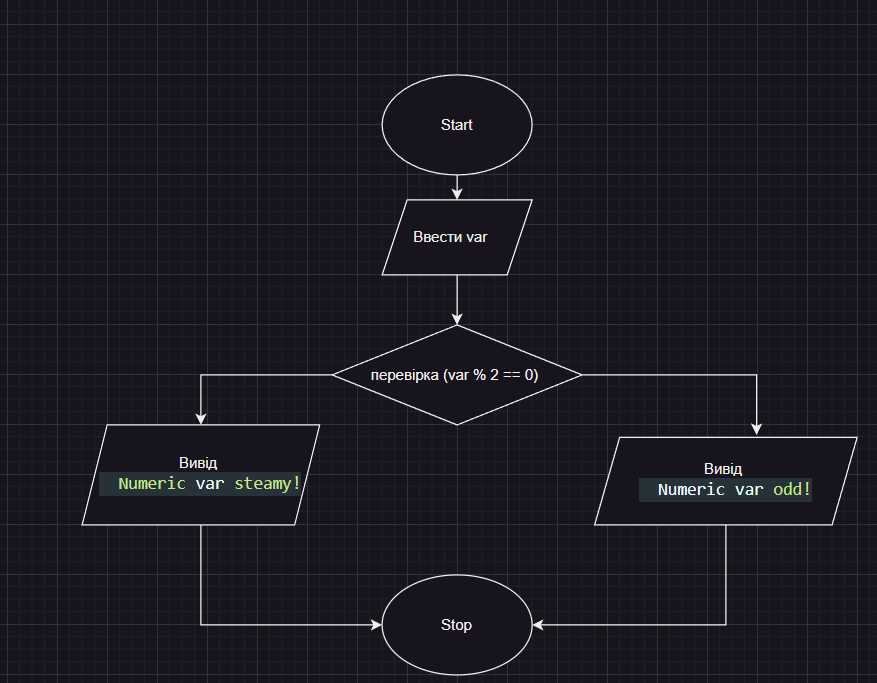 Start
Ввести var
перевірка (var % 2 == 0)
Вивід
Numeric var steamy!
Вивід
Numeric var odd!
Stop